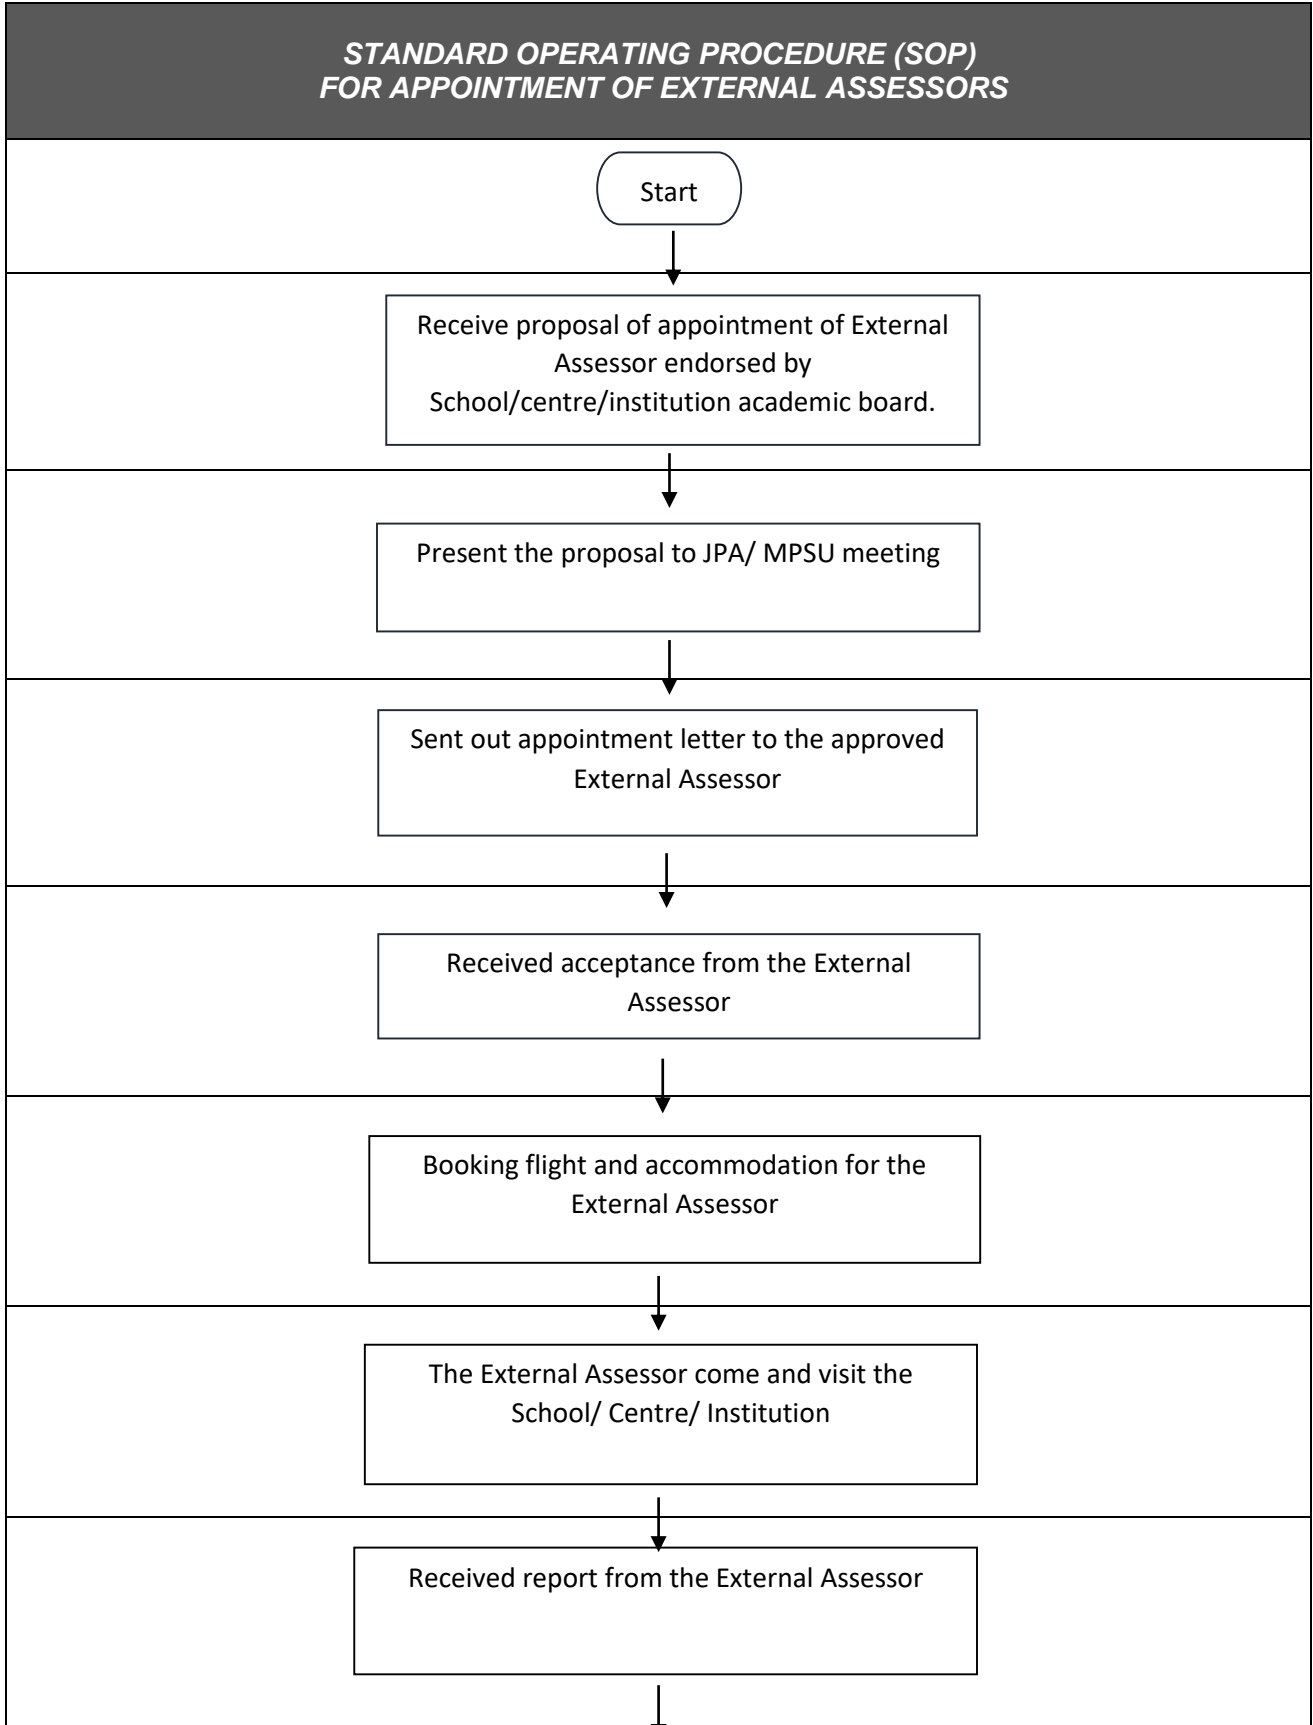 STANDARD OPERATING PROCEDURE (SOP)
FOR APPOINTMENT OF EXTERNAL ASSESSORS
Start
Receive proposal of appointment of External
Assessor endorsed by
School/centre/institution academic board.
Present the proposal to JPA/ MPSU meeting
Sent out appointment letter to the approved
External Assessor
Received acceptance from the External
Assessor
Booking flight and accommodation for the
External Assessor
The External Assessor come and visit the
School/ Centre/ Institution
Received report from the External Assessor